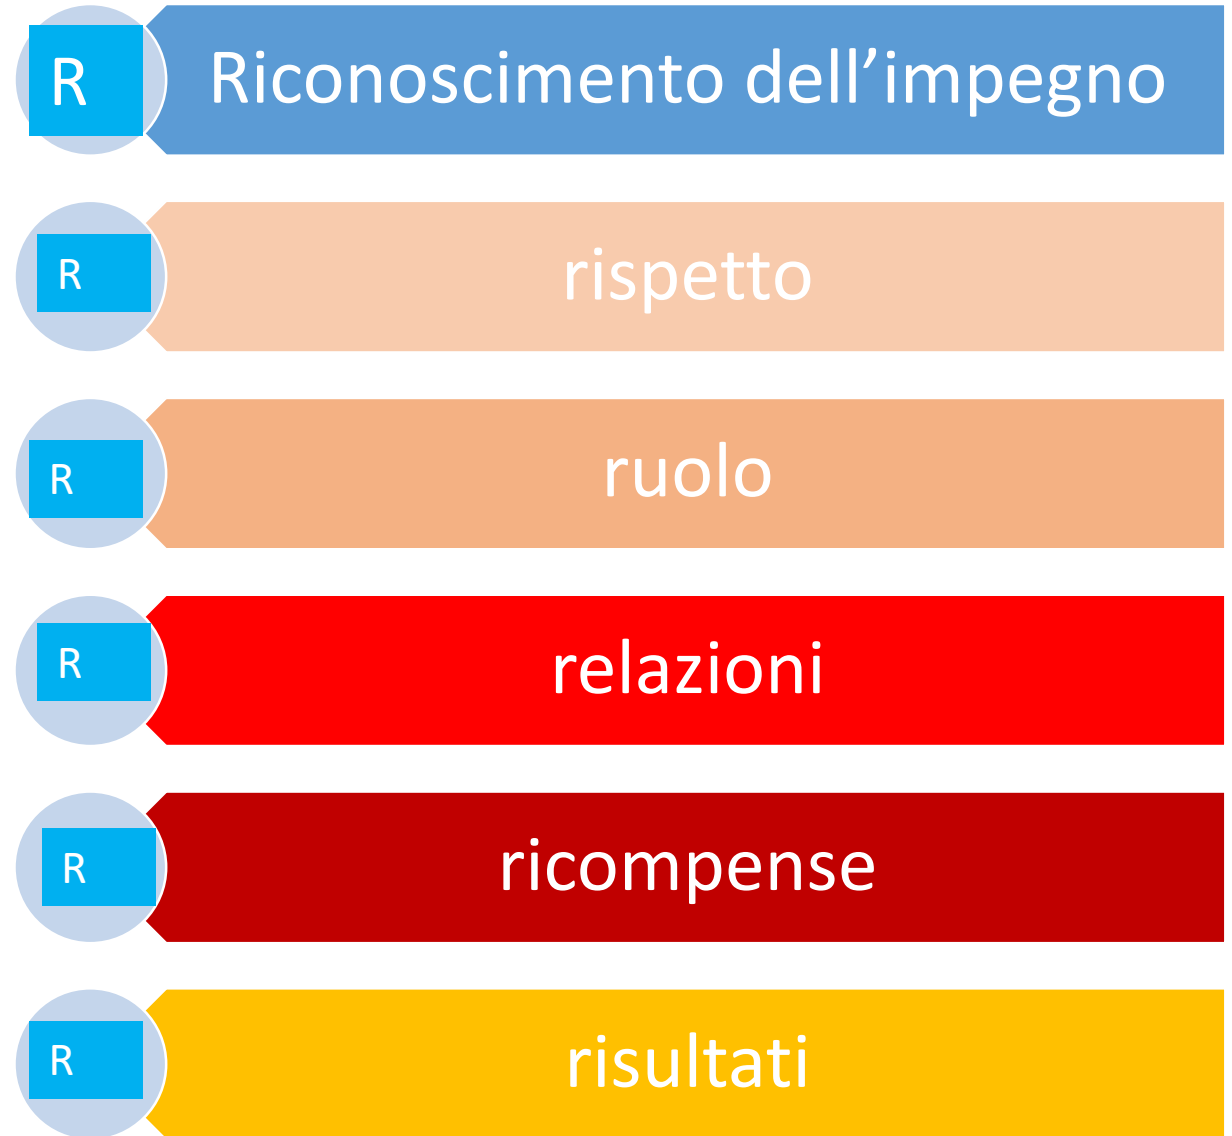 R
Riconoscimento dell’impegno
R
rispetto
R
ruolo
R
relazioni
R
ricompense
R
risultati